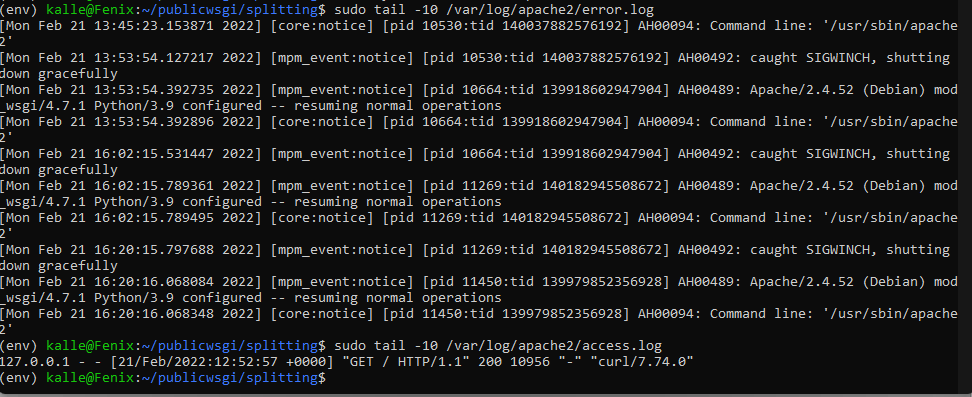 (env) kalle@Fenix:~/publicwsgi/splitting$ sudo tail -10 /var/log/apache2/error.log
[Mon Feb 21 13:45:23.153871 2022] [core:notice] [pid 10530:tid 140037882576192] AH00094: Command line: '/usr/sbin/apache
2'
[Mon Feb 21 13:53:54.127217 2022] [mpm_event:notice] [pid 10530:tid 140037882576192] AH00492: caught SIGWINCH, shutting
down gracefully
[Mon Feb 21 13:53:54.392735 2022] [mpm_event:notice] [pid 10664:tid 139918602947904] AH00489: Apache/2.4.52 (Debian) mod
_wsgi/4.7.1 Python/3.9 configured -- resuming normal operations
[Mon Feb 21 13:53:54.392896 2022] [core:notice] [pid 10664:tid 139918602947904] AH00094: Command line: '/usr/sbin/apache
2'
[Mon Feb 21 16:02:15.531447 2022] [mpm_event:notice] [pid 10664:tid 139918602947904] AH00492: caught SIGWINCH, shutting
down gracefully
[Mon Feb 21 16:02:15.789361 2022] [mpm_event:notice] [pid 11269:tid 140182945508672] AH00489: Apache/2.4.52 (Debian) mod
_wsgi/4.7.1 Python/3.9 configured -- resuming normal operations
[Mon Feb 21 16:02:15.789495 2022] [core:notice] [pid 11269:tid 140182945508672] AH00094: Command line: '/usr/sbin/apache
2'
[Mon Feb 21 16:20:15.797688 2022] [mpm_event:notice] [pid 11269:tid 140182945508672] AH00492: caught SIGWINCH, shutting
down gracefully
[Mon Feb 21 16:20:16.068084 2022] [mpm_event:notice] [pid 11450:tid 139979852356928] AH00489: Apache/2.4.52 (Debian) mod
_wsgi/4.7.1 Python/3.9 configured -- resuming normal operations
[Mon Feb 21 16:20:16.068348 2022] [core:notice] [pid 11450:tid 139979852356928] AH00094: Command line: '/usr/sbin/apache
2'
(env) kalle@Fenix:~/publicwsgi/splitting$ sudo tail -10 /var/log/apache2/access.log
127.0.0.1 - - [21/Feb/2022:12:52:57 +0000] "GET / HTTP/1.1" 200 10956 "-" "curl/7.74.0"
(env) kalle@Fenix:~/publicwsgi/splitting$